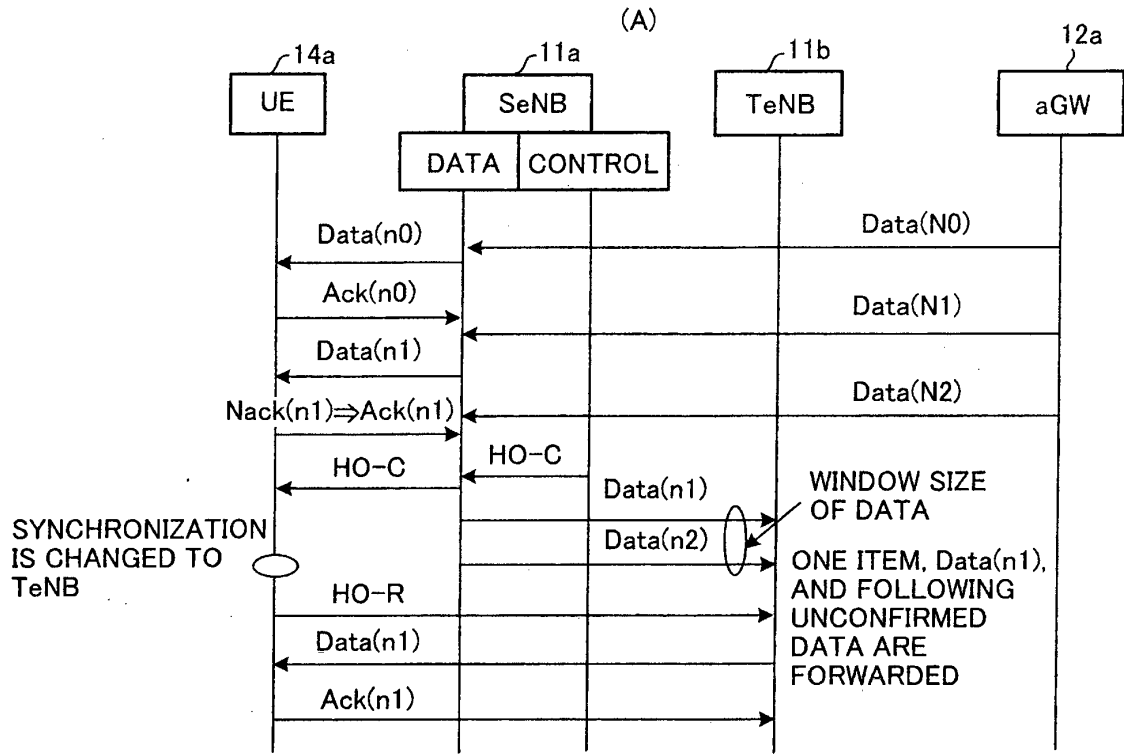 (A)
14a
11a
11b
12a
UE
SeNB
TeNB
aGW
DATA
CONTROL
Data(n0)
Data(N0)
Ack(n0)
Data(N1)
Data(n1)
Nack(n1)⇒Ack(n1)
Data(N2)
HO-C
HO-C
Data(n1)
WINDOW SIZE
OF DATA
SYNCHRONIZATION
IS CHANGED TO
TeNB
Data(n2)
ONE ITEM, Data(n1),
AND FOLLOWING
UNCONFIRMED
DATA ARE
FORWARDED
HO-R
Data(n1)
Ack(n1)